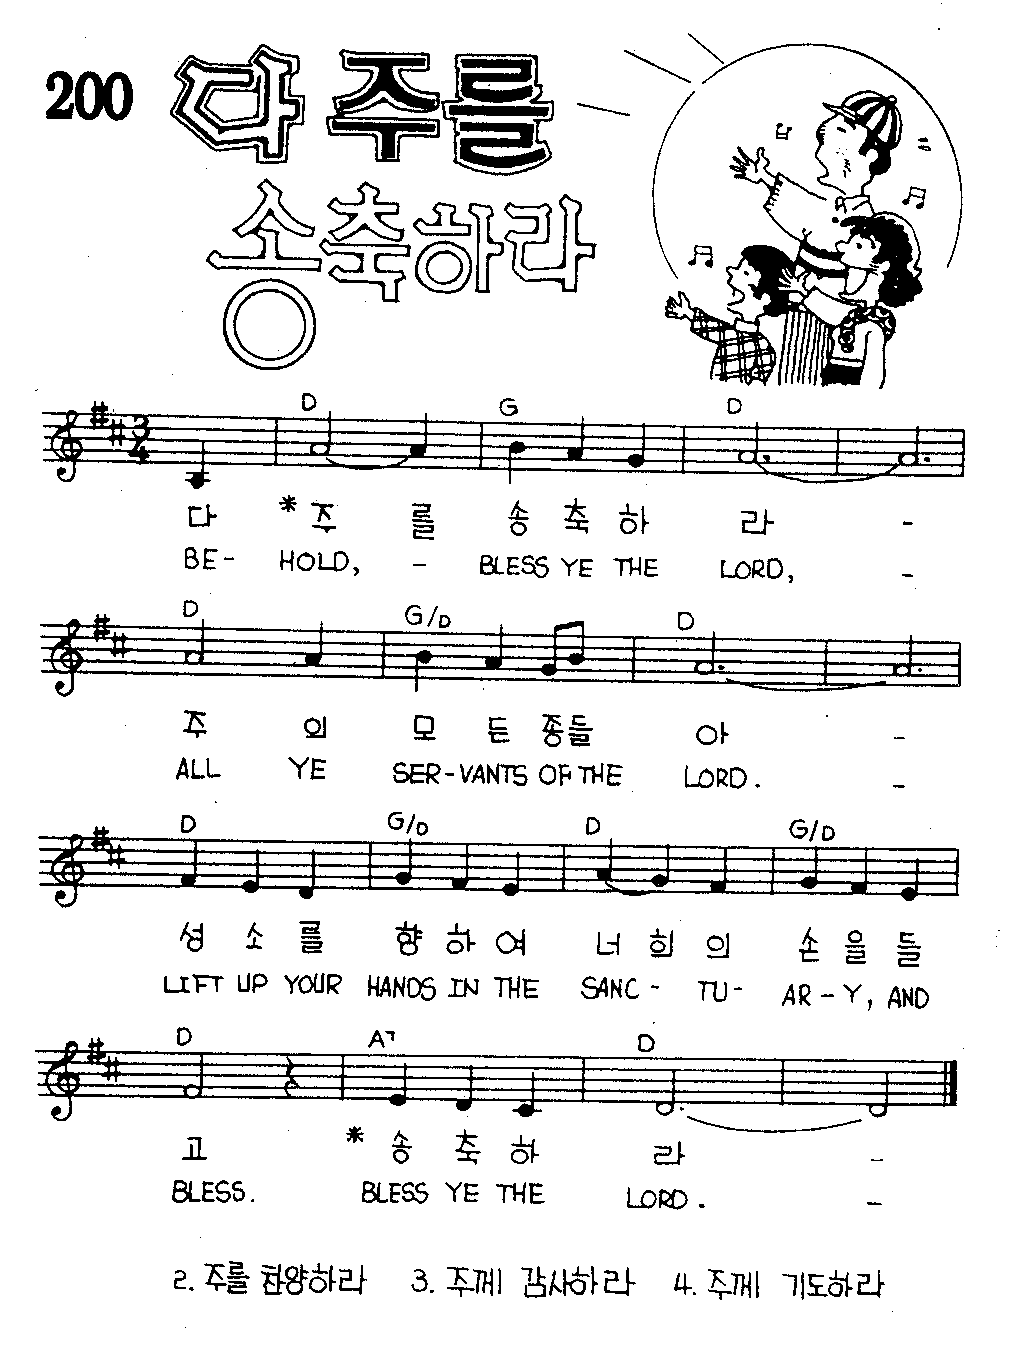 200 다 주를
송축하라
D G D
3/4
다 *주 를 송 축 하 라 -
BE- HOLD, - BLESS YE THE LORD, -
D G/D D
주 의 모 든 종들 아 -
ALL YE SER-VANTS OF THE LORD. -
D G/D D G/D
성 소 를 향 하 여 너 희 의 손 을 들
LIFT UP YOUR HANDS IN THE SANC- TU- AR-Y, AND
D A7 D
고 *송 축 하 라 -
BLESS. BLESS YE THE LORD. -
2. 주를 찬양하라 3. 주께 감사하라 4. 주께 기도하라